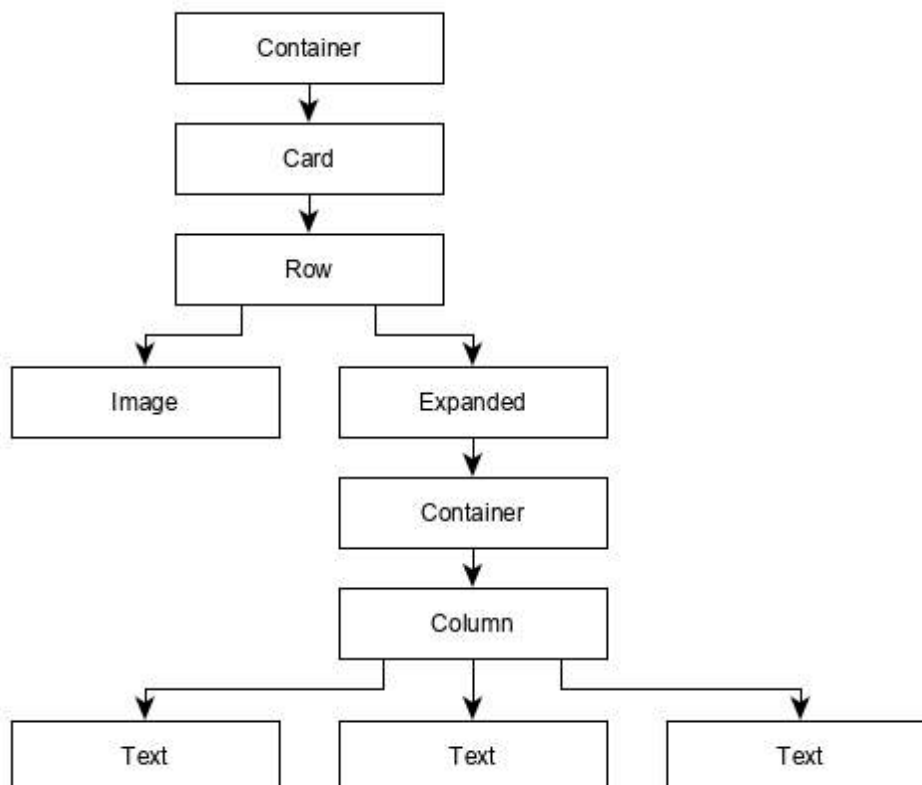 Container
Card
Row
Image
Expanded
Container
Column
Text
Text
Text